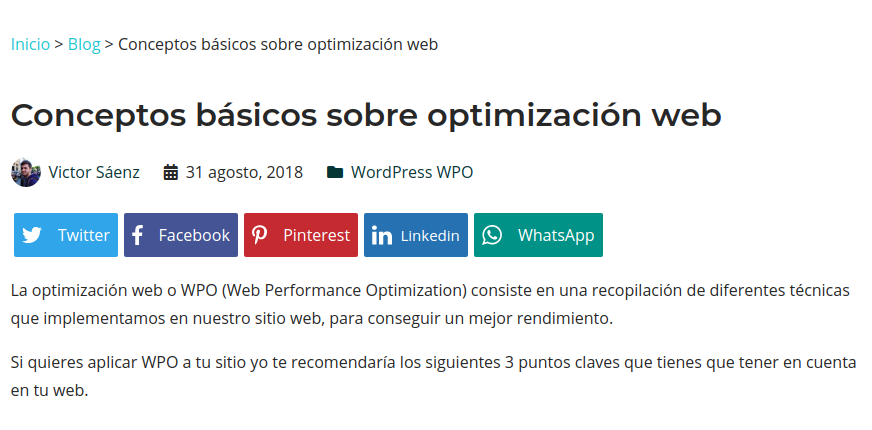 Inicio > Blog > Conceptos básicos sobre optimización web
Conceptos básicos sobre optimización web
Victor Sáenz 31 agosto, 2018 WordPress WPO
Twitter Facebook Pinterest Linkedin WhatsApp
La optimización web o WPO (Web Performance Optimization) consiste en una recopilación de diferentes técnicas
que implementamos en nuestro sitio web, para conseguir un mejor rendimiento.
Si quieres aplicar WPO a tu sitio yo te recomendaría los siguientes 3 puntos claves que tienes que tener en cuenta
en tu web.